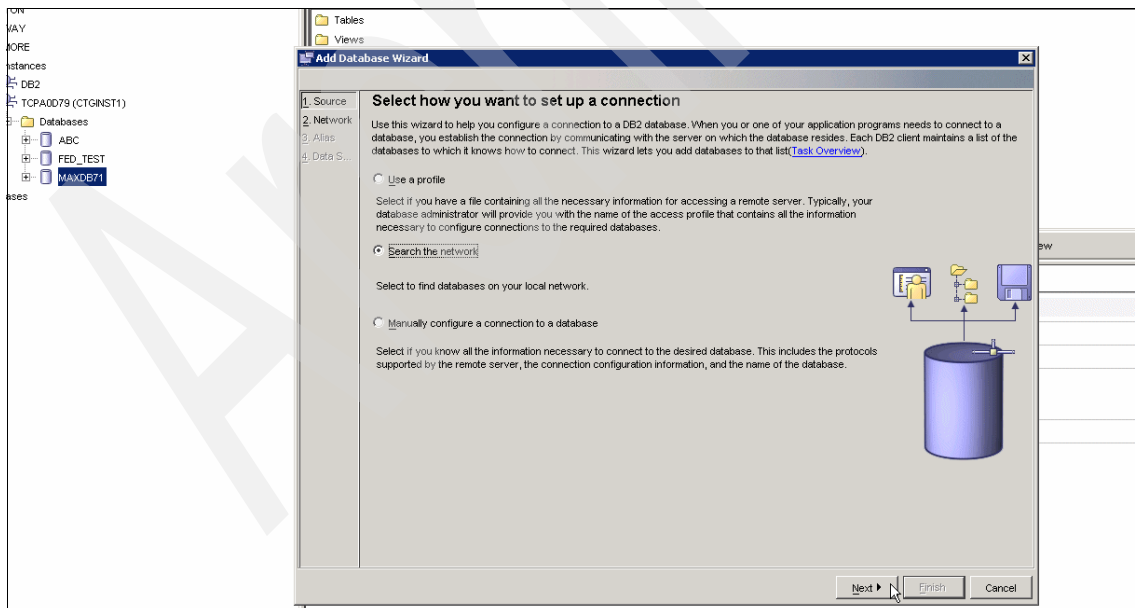 VAY
MORE
nstances
DB2
TCPA0D79 (CTGINST1)
Databases
ABC
FED_TEST
MAXDB71
ases
Tables
Views
Add Database Wizard
1. Source
2. Network
3. Alias
4. Data S...
Select how you want to set up a connection
Use this wizard to help you configure a connection to a DB2 database. When you or one of your application programs needs to connect to a
database, you establish the connection by communicating with the server on which the database resides. Each DB2 client maintains a list of the
databases to which it knows how to connect. This wizard lets you add databases to that list(Task Overview).
Use a profile
Select if you have a file containing all the necessary information for accessing a remote server. Typically, your
database administrator will provide you with the name of the access profile that contains all the information
necessary to configure connections to the required databases.
Search the network
Select to find databases on your local network.
Manually configure a connection to a database
Select if you know all the information necessary to connect to the desired database. This includes the protocols
supported by the remote server, the connection configuration information, and the name of the database.
ew
Next
Finish
Cancel